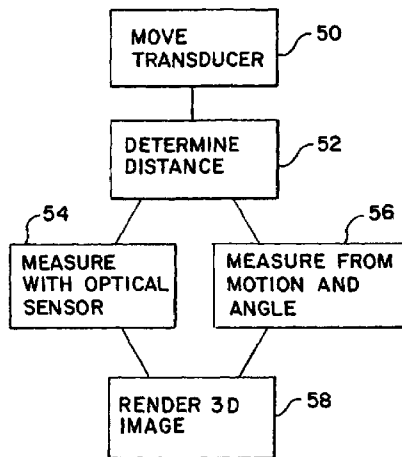 MOVE
TRANSDUCER
50
DETERMINE
DISTANCE
52
54
MEASURE
WITH OPTICAL
SENSOR
56
MEASURE FROM
MOTION AND
ANGLE
RENDER 3D
IMAGE
58